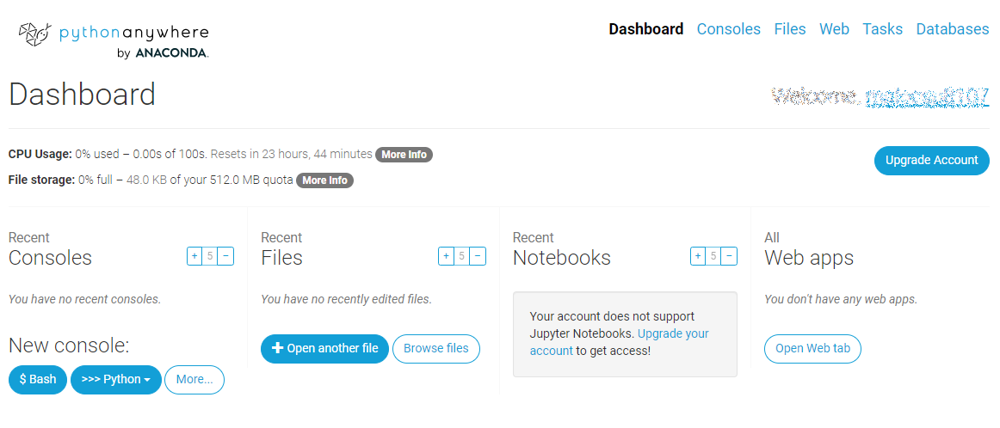 pythonanywhere
by ANACONDA.
Dashboard Consoles Files Web Tasks Databases
Dashboard
Welcome,
CPU Usage: 0% used – 0.00s of 100s. Resets in 23 hours, 44 minutes More Info
Upgrade Account
File storage: 0% full – 48.0 KB of your 512.0 MB quota More Info
Recent
Consoles
+ 5 −
You have no recent consoles.
New console:
$ Bash >>> Python More...
Recent
Files
+ 5 −
You have no recently edited files.
+ Open another file Browse files
Recent
Notebooks
+ 5 −
Your account does not support
Jupyter Notebooks. Upgrade your
account to get access!
All
Web apps
You don't have any web apps.
Open Web tab